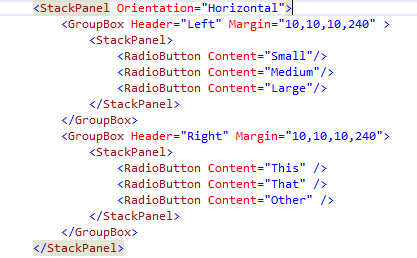 <StackPanel Orientation="Horizontal">
<GroupBox Header="Left" Margin="10,10,10,240" >
<StackPanel>
<RadioButton Content="Small"/>
<RadioButton Content="Medium"/>
<RadioButton Content="Large"/>
</StackPanel>
</GroupBox>
<GroupBox Header="Right" Margin="10,10,10,240">
<StackPanel>
<RadioButton Content="This" />
<RadioButton Content="That" />
<RadioButton Content="Other" />
</StackPanel>
</GroupBox>
</StackPanel>